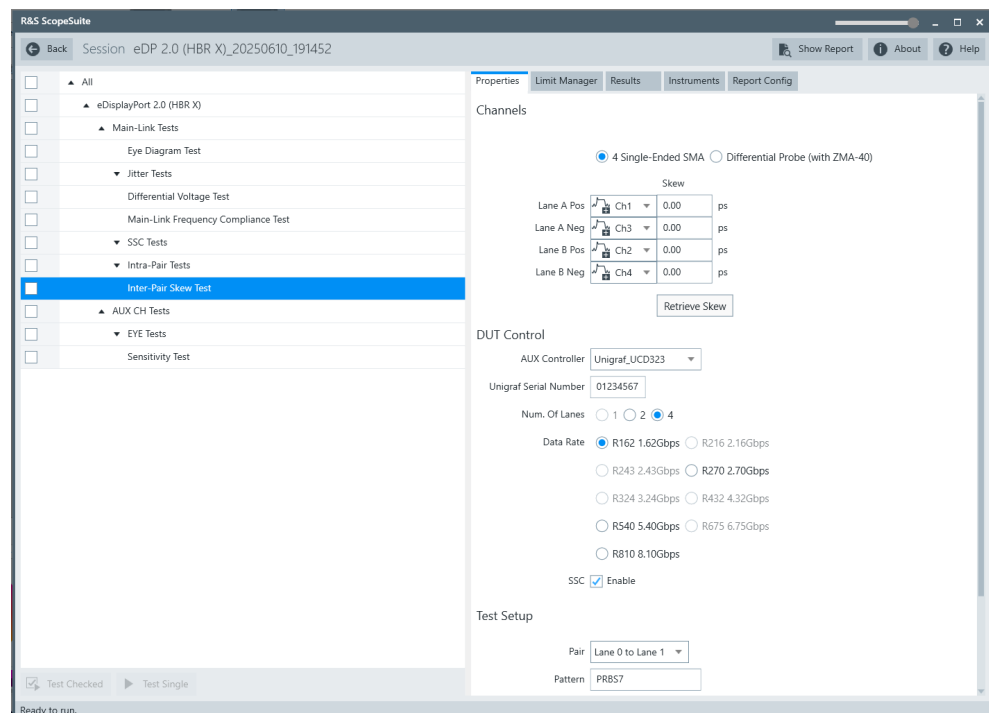 R&S ScopeSuite
Back Session eDP 2.0 (HBR X)_20250610_191452 Show Report About Help
All
eDisplayPort 2.0 (HBR X)
Main-Link Tests
Eye Diagram Test
Jitter Tests
Differential Voltage Test
Main-Link Frequency Compliance Test
SSC Tests
Intra-Pair Tests
Inter-Pair Skew Test
AUX CH Tests
EYE Tests
Sensitivity Test
Test Checked Test Single
Ready to run.
Properties Limit Manager Results Instruments Report Config
Channels
4 Single-Ended SMA Differential Probe (with ZMA-40)
Skew
Lane A Pos Ch1 0.00 ps
Lane A Neg Ch3 0.00 ps
Lane B Pos Ch2 0.00 ps
Lane B Neg Ch4 0.00 ps
Retrieve Skew
DUT Control
AUX Controller Unigraf_UCD323
Unigraf Serial Number 01234567
Num. Of Lanes 1 2 4
Data Rate R162 1.62Gbps R216 2.16Gbps
R243 2.43Gbps R270 2.70Gbps
R324 3.24Gbps R432 4.32Gbps
R540 5.40Gbps R675 6.75Gbps
R810 8.10Gbps
SSC Enable
Test Setup
Pair Lane 0 to Lane 1
Pattern PRBS7